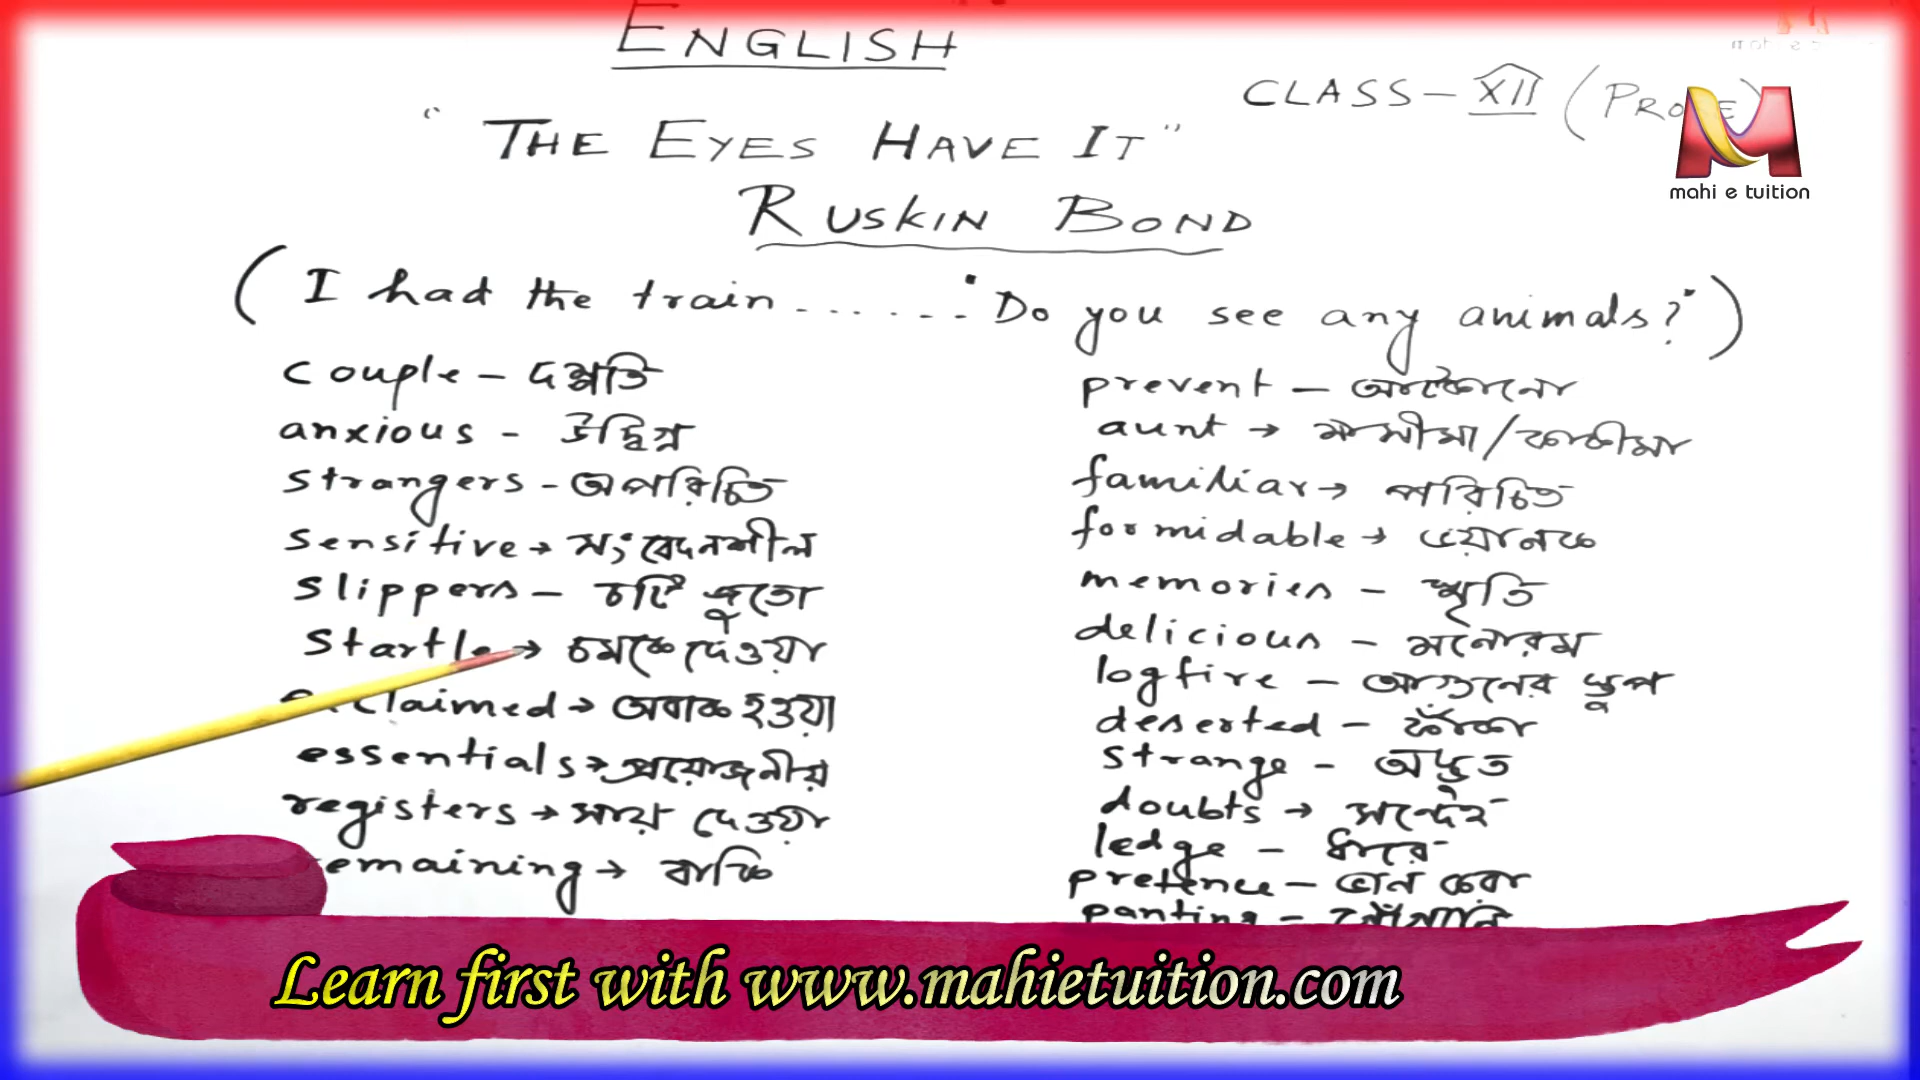 ENGLISH
CLASS - XII (PROSE)
"THE EYES HAVE IT"
RUSKIN BOND
mahi e tuition
(I had the train ....... "Do you see any animals?")
couple - দম্পতি
anxious - উদ্বিগ্ন
strangers - অপরিচিত
sensitive → সংবেদনশীল
slippers - চটি জুতো
startle → চমকে দেওয়া
claimed → অবাক হওয়া
essentials → প্রয়োজনীয়
registers → সায় দেওয়া
remaining → বাকি
prevent - আটকানো
aunt → মাসীমা/কাকীমা
familiar → পরিচিত
formidable → ভয়ানক
memories - স্মৃতি
delicious - মনোরম
logfire - আগুনের স্তুপ
deserted - ফাঁকা
strange - অদ্ভুত
doubts → সন্দেহ
ledge - ধারে
pretence - ভান করা
panting -
Learn first with www.mahietuition.com